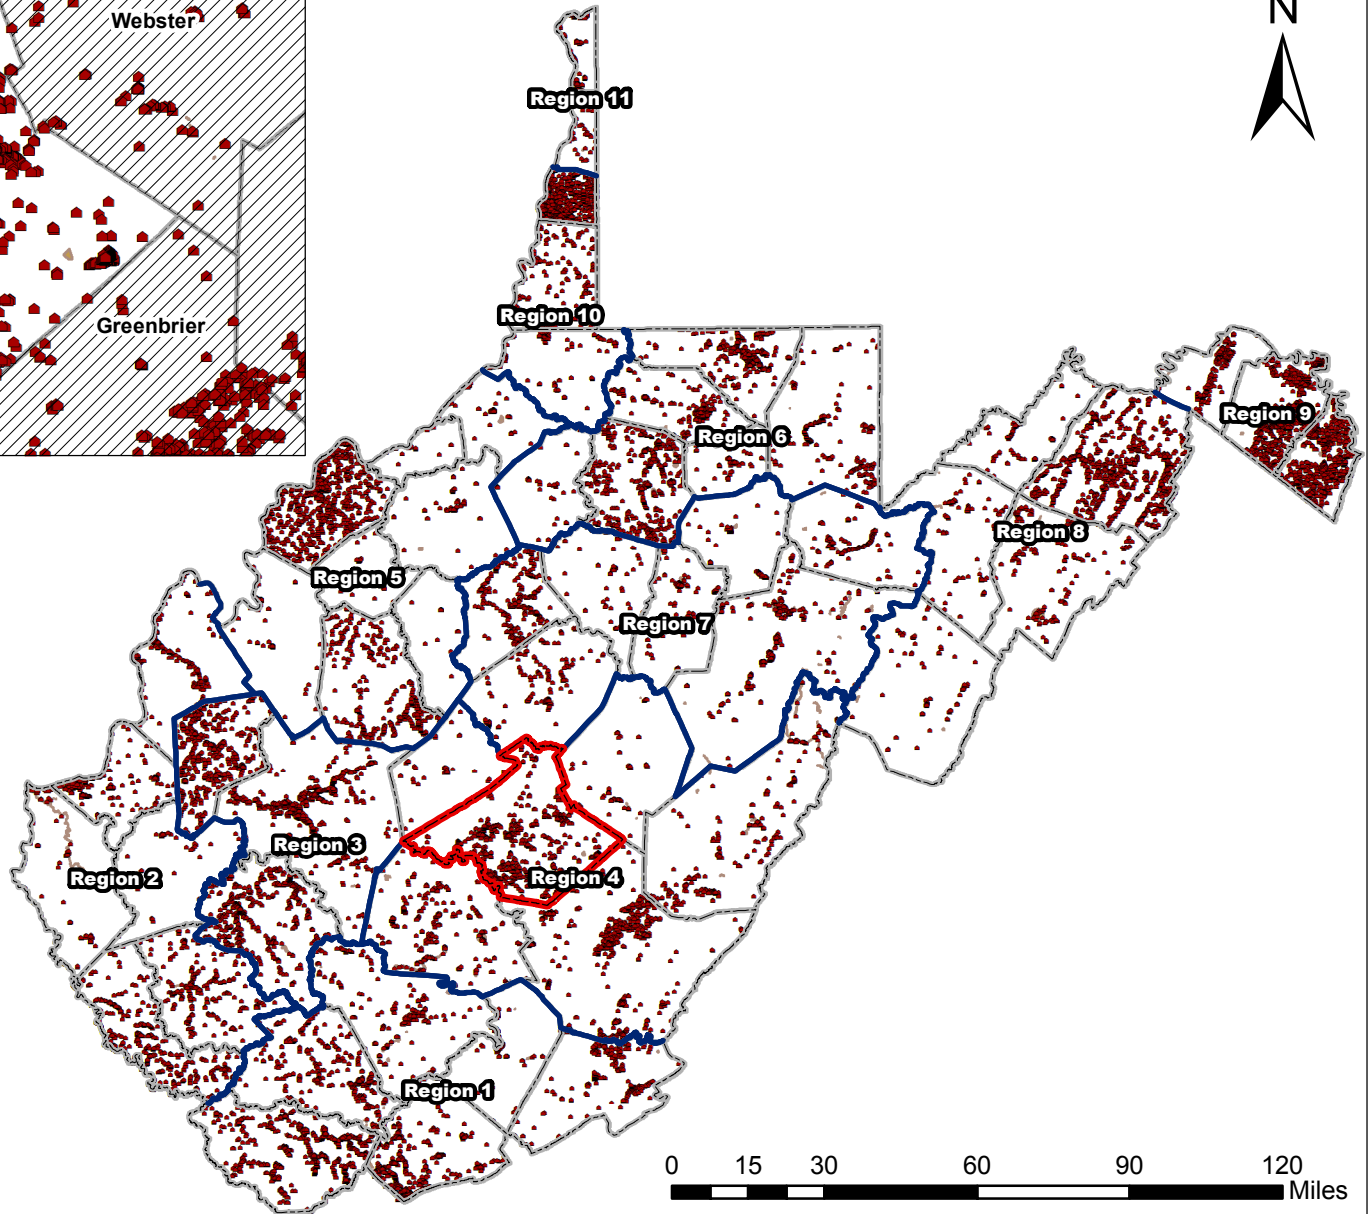 Webster
N
Region 11
Greenbrier
Region 10
Region 9
Region 6
Region 8
Region 5
Region 7
Region 3
Region 2
Region 4
Region 1
0 15 30 60 90 120
Miles